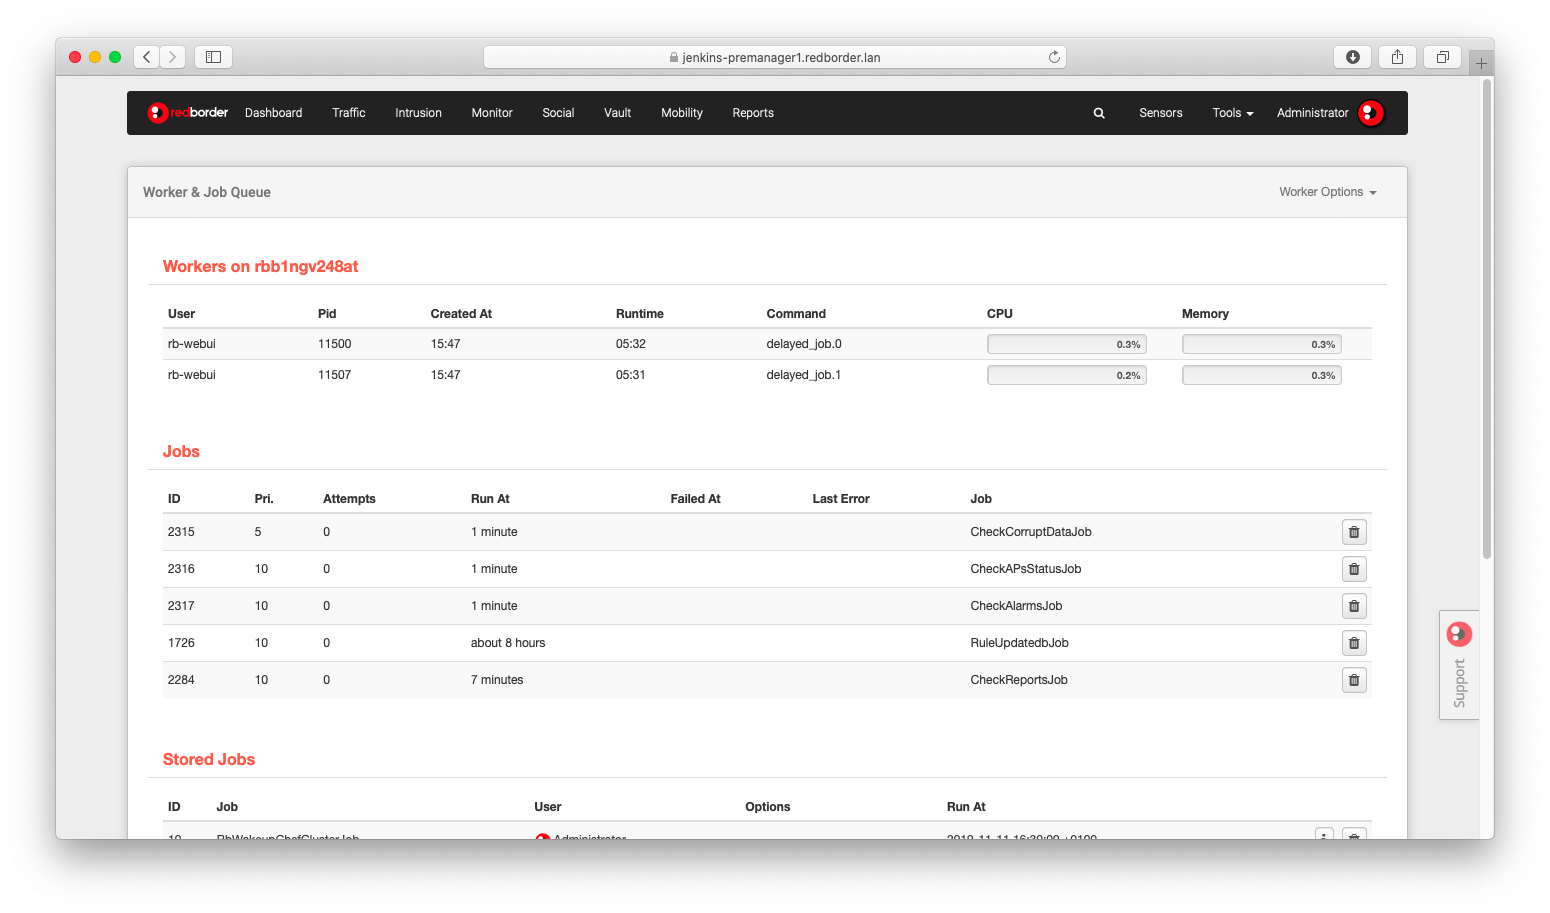 jenkins-premanager1.redborder.lan
redborder Dashboard Traffic Intrusion Monitor Social Vault Mobility Reports Sensors Tools Administrator
Worker & Job Queue Worker Options
Workers on rbb1ngv248at
User Pid Created At Runtime Command CPU Memory
rb-webui 11500 15:47 05:32 delayed_job.0 0.3% 0.3%
rb-webui 11507 15:47 05:31 delayed_job.1 0.2% 0.3%
Jobs
ID Pri. Attempts Run At Failed At Last Error Job
2315 5 0 1 minute CheckCorruptDataJob
2316 10 0 1 minute CheckAPsStatusJob
2317 10 0 1 minute CheckAlarmsJob
1726 10 0 about 8 hours RuleUpdatedbJob
2284 10 0 7 minutes CheckReportsJob
Support
Stored Jobs
ID Job User Options Run At
RbWakeupChefClusterJob Administrator